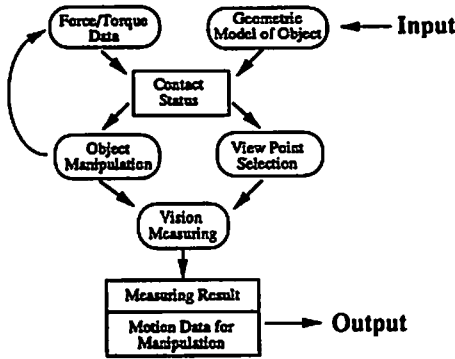 Force/Torque
Data
Geometric
Model of Object
Input
Contact
Status
Object
Manipulation
View Point
Selection
Vision
Measuring
Measuring Result
Motion Data for
Manipulation
Output